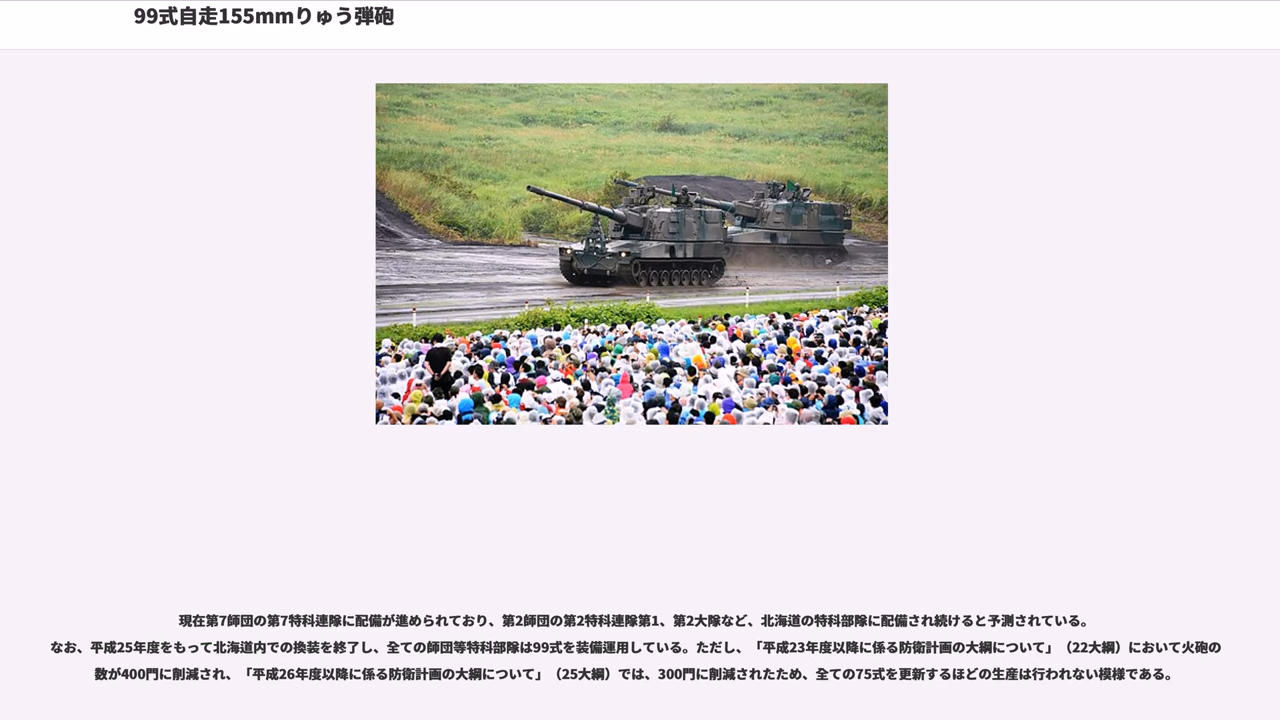 99式自走155mmりゅう弾砲
現在第7師団の第7特科連隊に配備が進められており、第2師団の第2特科連隊第1、第2大隊など、北海道の特科部隊に配備され続けると予測されている。
なお、平成25年度をもって北海道内での換装を終了し、全ての師団等特科部隊は99式を装備運用している。ただし、「平成23年度以降に係る防衛計画の大綱について」（22大綱）において火砲の
数が400門に削減され、「平成26年度以降に係る防衛計画の大綱について」（25大綱）では、300門に削減されたため、全ての75式を更新するほどの生産は行われない模様である。